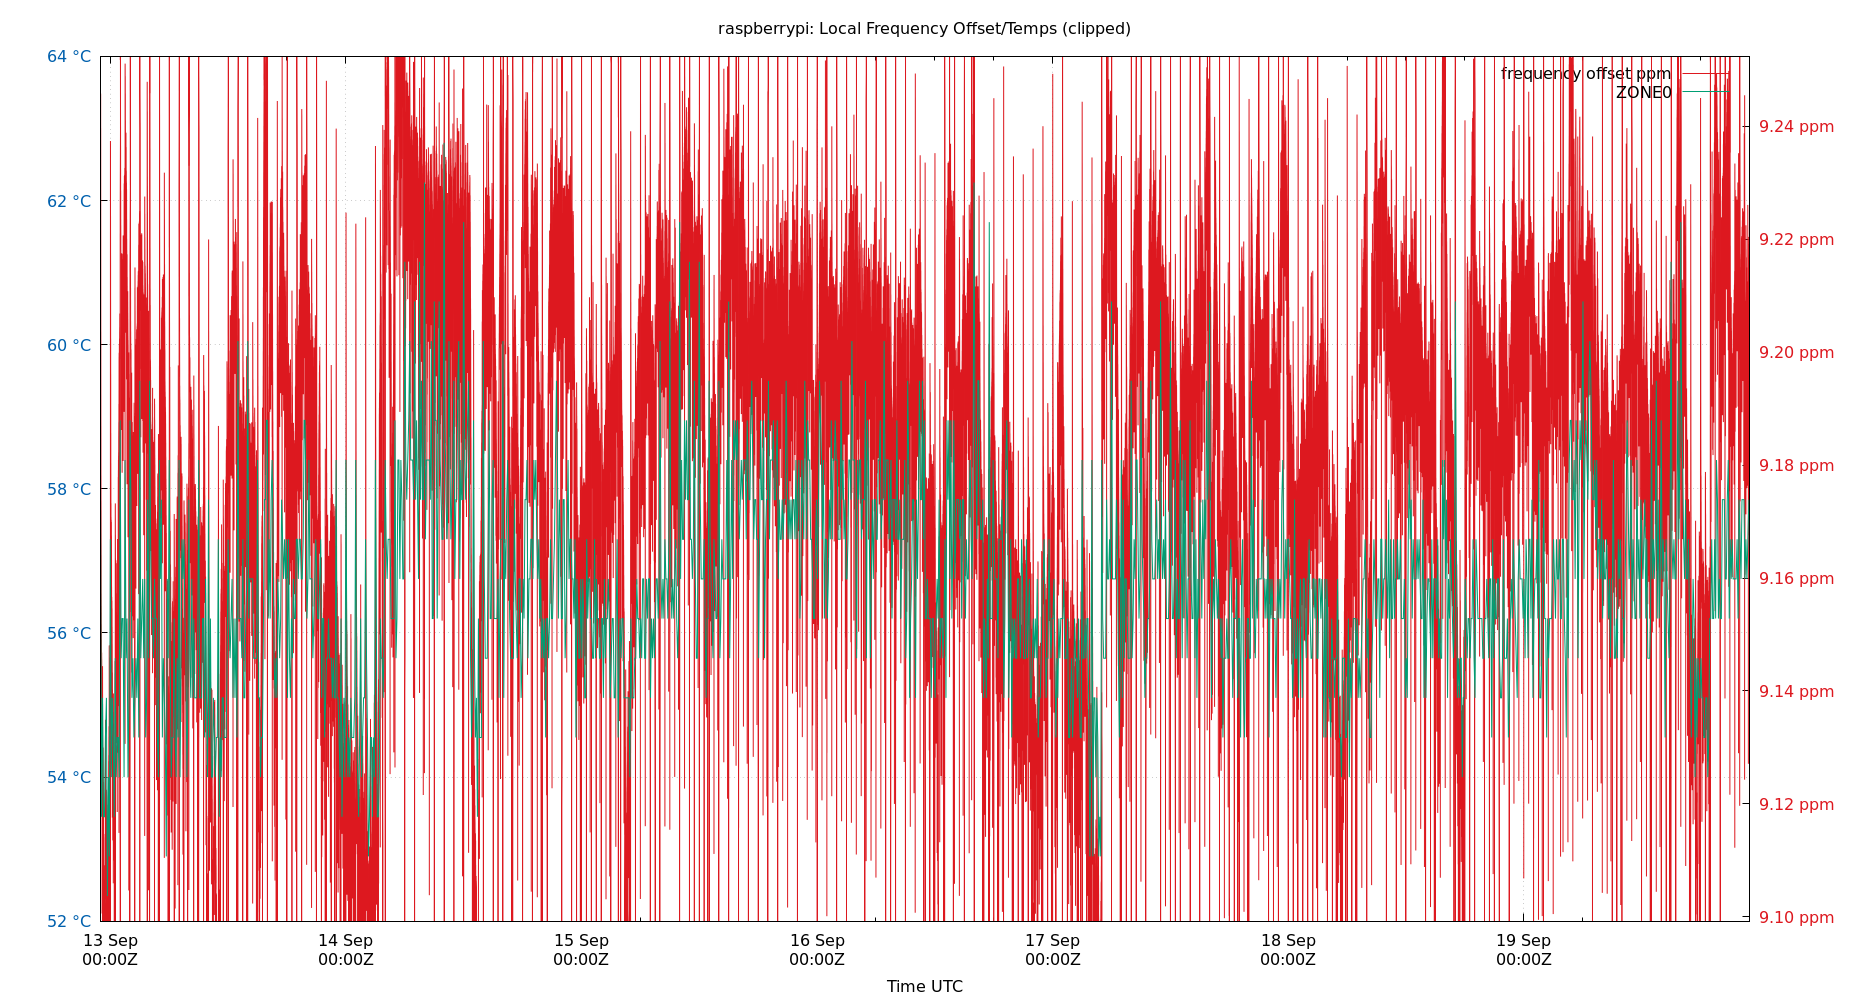 raspberrypi: Local Frequency Offset/Temps (clipped)
64 °C
62 °C
60 °C
58 °C
56 °C
54 °C
52 °C
frequency offset ppm
ZONE0
9.24 ppm
9.22 ppm
9.20 ppm
9.18 ppm
9.16 ppm
9.14 ppm
9.12 ppm
9.10 ppm
13 Sep
00:00Z
14 Sep
00:00Z
15 Sep
00:00Z
16 Sep
00:00Z
17 Sep
00:00Z
18 Sep
00:00Z
19 Sep
00:00Z
Time UTC